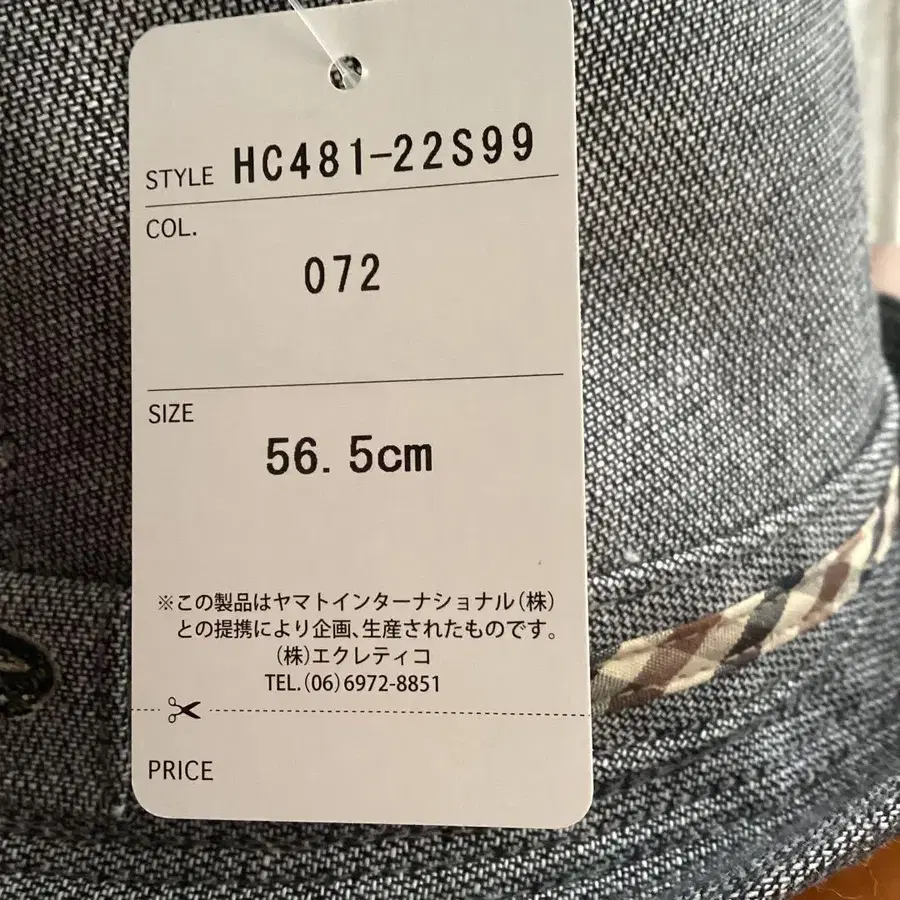 STYLE HC481-22S99
COL.
072
SIZE
56.5cm
※この製品はヤマトインターナショナル(株)
との提携により企画、生産されたものです。
(株)エクレティコ
TEL.(06)6972-8851
PRICE